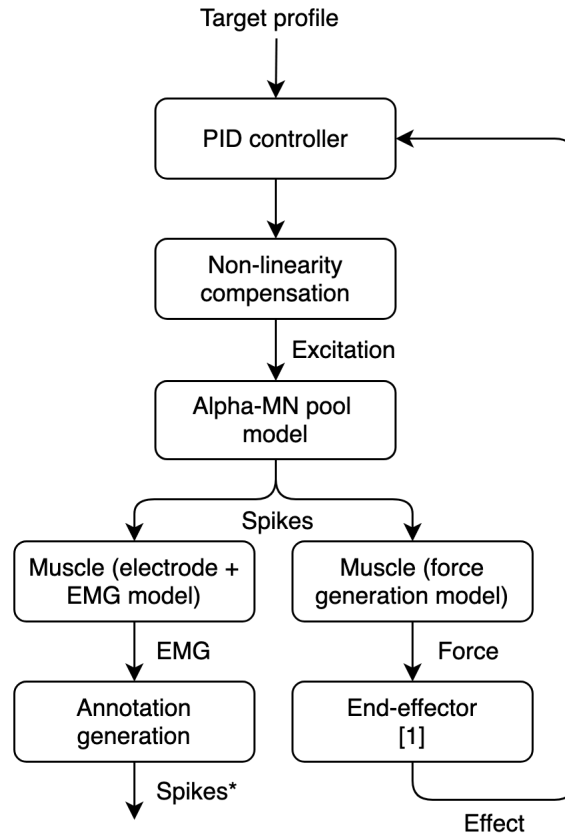 Target profile
PID controller
Non-linearity
compensation
Excitation
Alpha-MN pool
model
Spikes
Muscle (electrode +
EMG model)
Muscle (force
generation model)
EMG
Force
Annotation
generation
End-effector
[1]
Spikes*
Effect